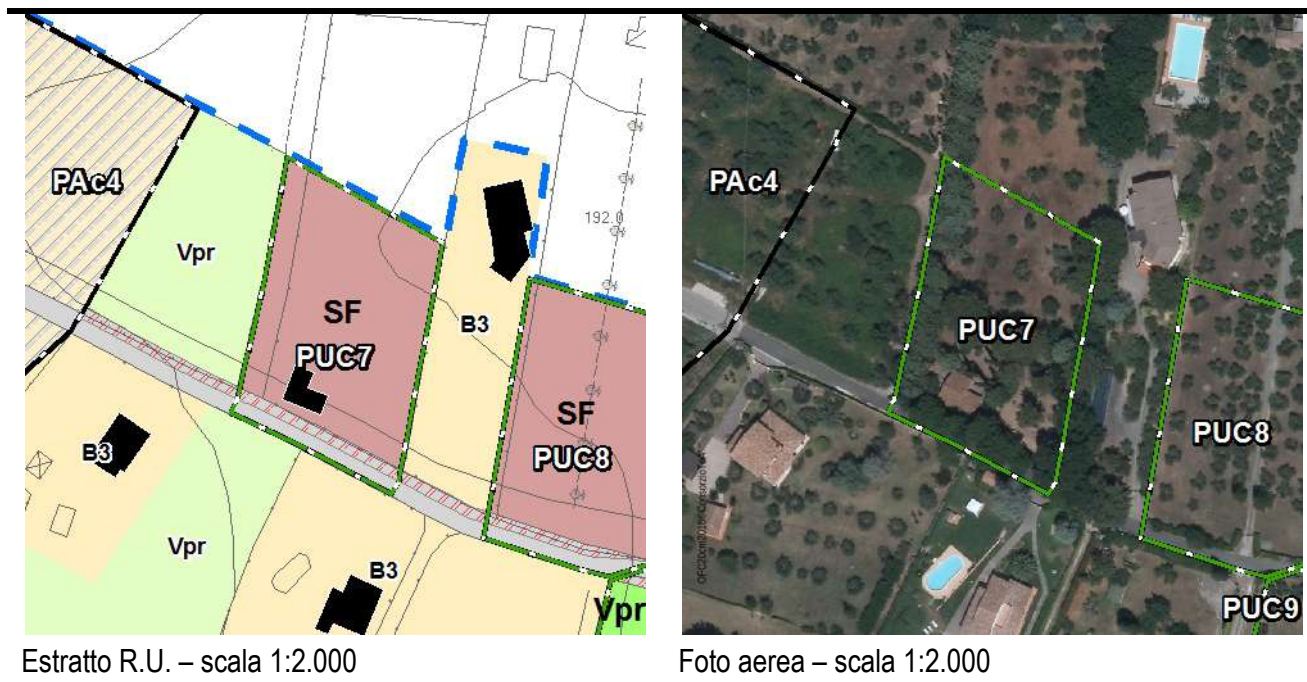 PAc4
Vpr
192.0
SF
PUC7
B3
SF
PUC8
B3
Vpr
B3
Vpr
PAc4
PUC7
PUC8
PUC9
Estratto R.U. – scala 1:2.000
Foto aerea – scala 1:2.000